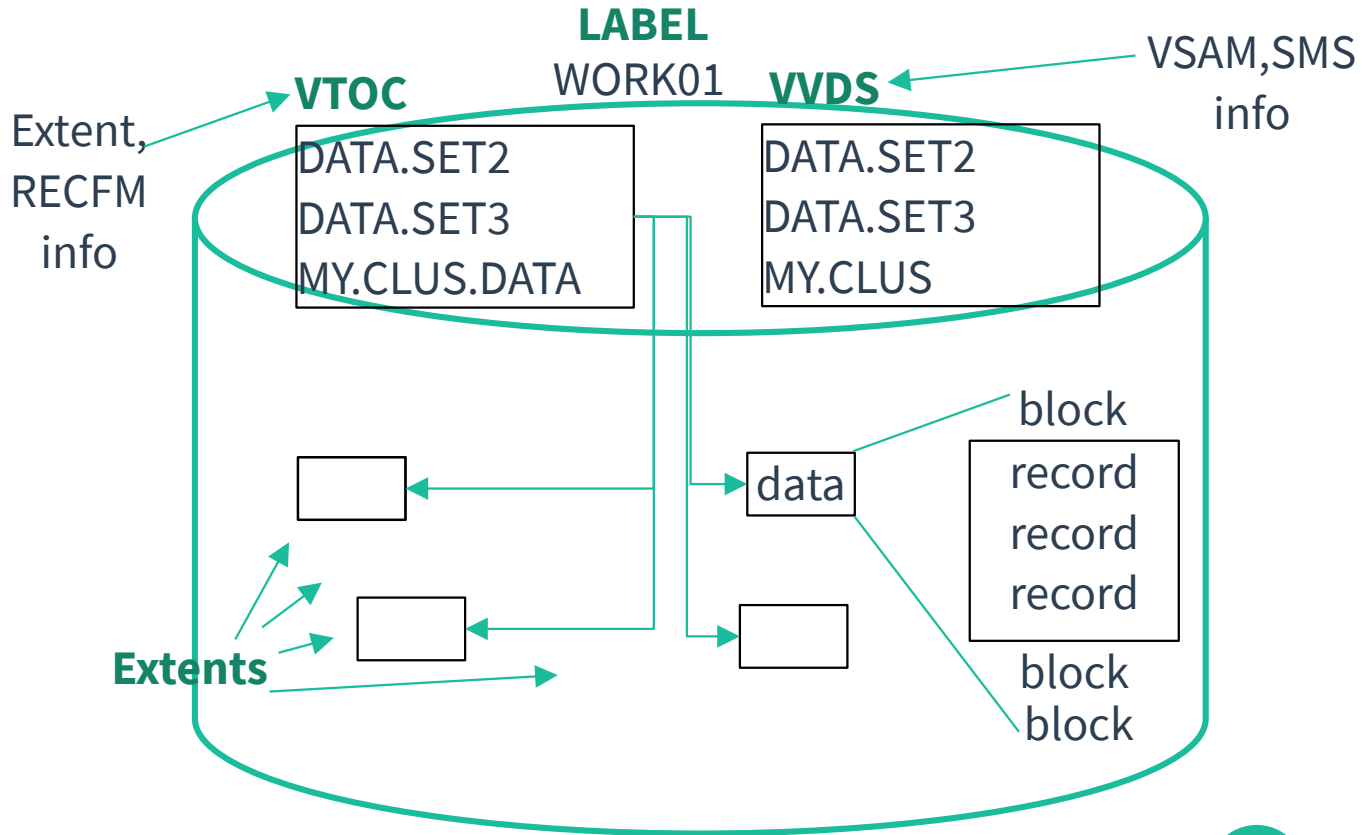 LABEL
WORK01
VTOC
VVDS
VSAM,SMS
info
Extent,
RECFM
info
DATA.SET2
DATA.SET3
MY.CLUS.DATA
DATA.SET2
DATA.SET3
MY.CLUS
block
data
record
record
record
Extents
block
block